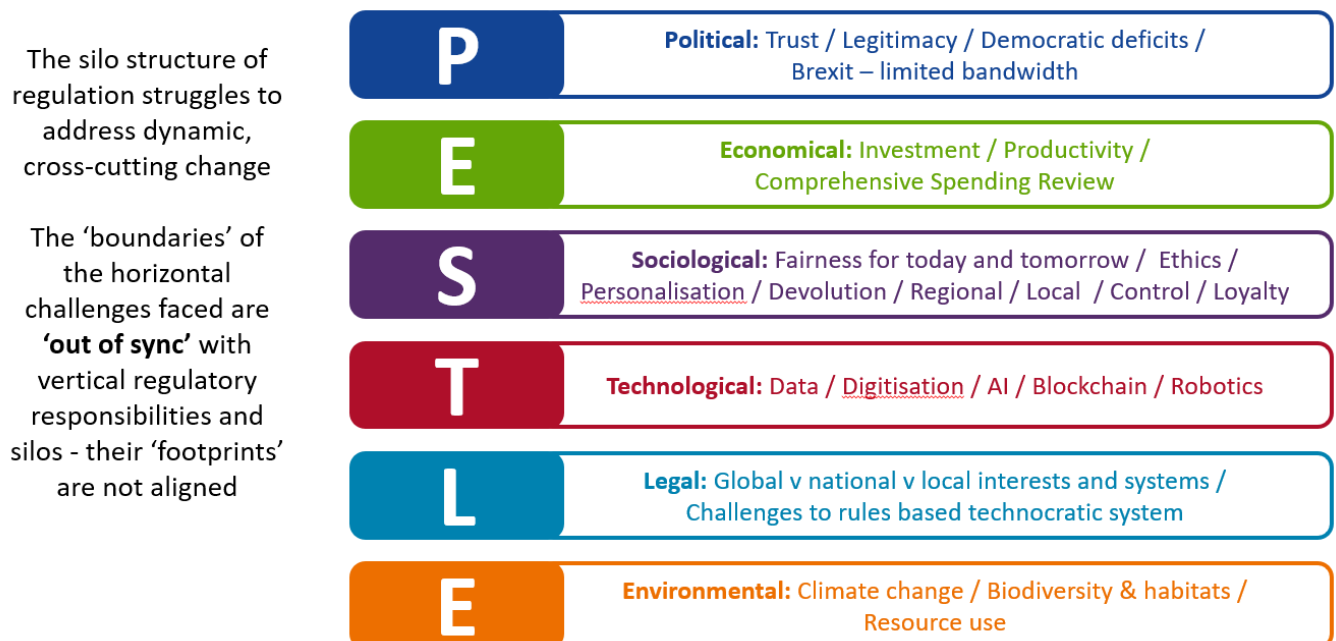 The silo structure of
regulation struggles to
address dynamic,
cross-cutting change
The ‘boundaries’ of
the horizontal
challenges faced are
‘out of sync’ with
vertical regulatory
responsibilities and
silos - their ‘footprints’
are not aligned
P
Political: Trust / Legitimacy / Democratic deficits /
Brexit – limited bandwidth
E
Economical: Investment / Productivity /
Comprehensive Spending Review
S
Sociological: Fairness for today and tomorrow / Ethics /
Personalisation / Devolution / Regional / Local / Control / Loyalty
T
Technological: Data / Digitisation / AI / Blockchain / Robotics
L
Legal: Global v national v local interests and systems /
Challenges to rules based technocratic system
E
Environmental: Climate change / Biodiversity & habitats /
Resource use